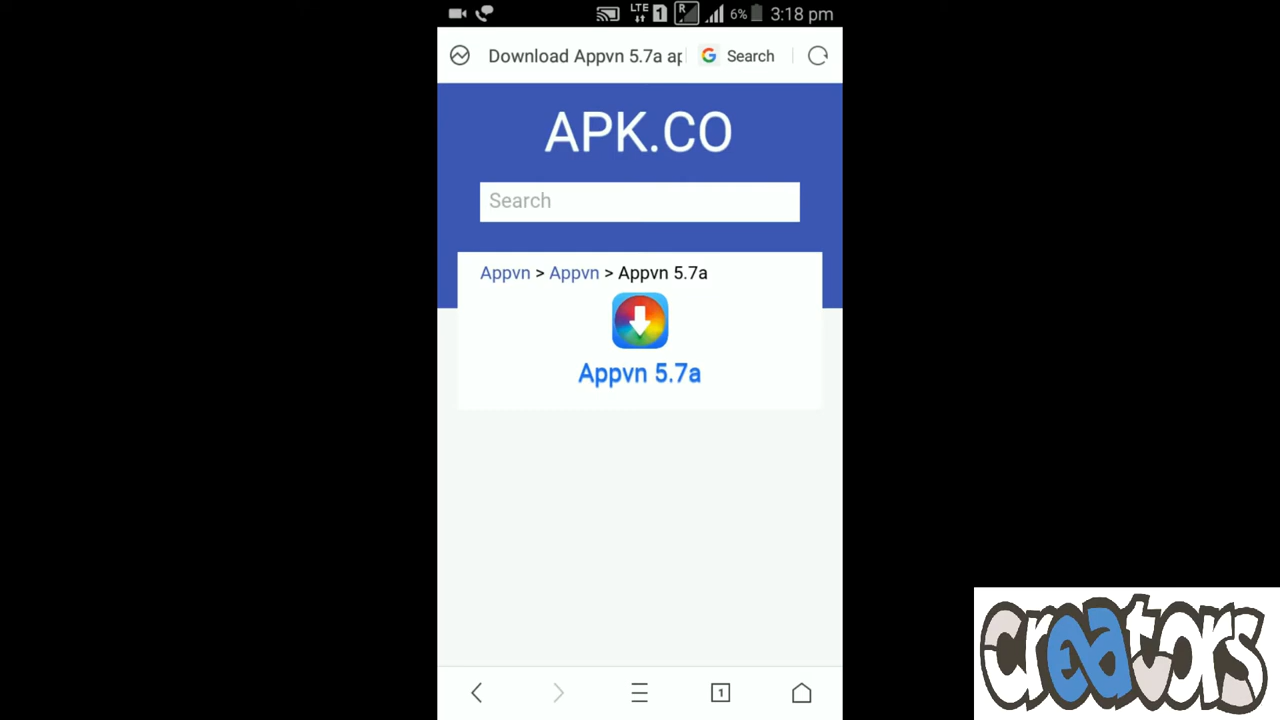 LTE 1 R 6% 3:18 pm
Download Appvn 5.7a ap Search
APK.CO
Search
Appvn > Appvn > Appvn 5.7a
Appvn 5.7a
1
creators